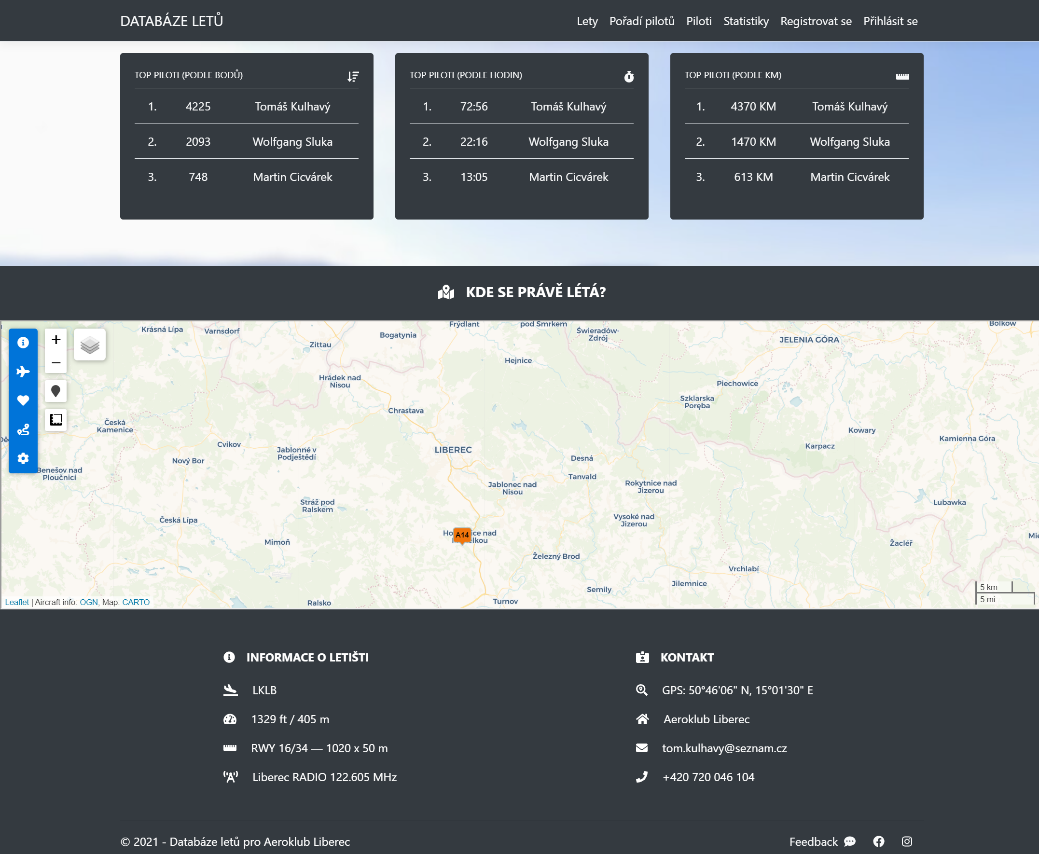 DATABÁZE LETŮ
Lety Pořadí pilotů Piloti Statistiky Registrovat se Přihlásit se
TOP PILOTI (PODLE BODŮ)
1. 4225 Tomáš Kulhavý
2. 2093 Wolfgang Sluka
3. 748 Martin Cicvárek
TOP PILOTI (PODLE HODIN)
1. 72:56 Tomáš Kulhavý
2. 22:16 Wolfgang Sluka
3. 13:05 Martin Cicvárek
TOP PILOTI (PODLE KM)
1. 4370 KM Tomáš Kulhavý
2. 1470 KM Wolfgang Sluka
3. 613 KM Martin Cicvárek
KDE SE PRÁVĚ LÉTÁ?
+
−
Krásná Lípa
Varnsdorf
Zittau
Bogatynia
Frýdlant
pod Smrkem
Świeradów-
Zdrój
JELENIA GÓRA
Bolków
Hejnice
Hrádek nad
Nisou
Piechowice
Szklarska
Poręba
Chrastava
Česká
Kamenice
Cvikov
Jablonné v
Podještědí
LIBEREC
Kowary
Karpacz
Kamienna Góra
Nový Bor
Benešov nad
Ploučnicí
Desná
Tanvald
Jablonec nad
Nisou
Rokytnice nad
Jizerou
Stráž pod
Ralskem
Lubawka
Česká Lípa
Vysoké nad
Jizerou
A14
Mimoň
Žacléř
Železný Brod
Vrchlabí
Jilemnice
Semily
Turnov
Ralsko
5 km
5 mi
Leaflet | Aircraft info: OGN, Map: CARTO
INFORMACE O LETIŠTI
LKLB
1329 ft / 405 m
RWY 16/34 — 1020 x 50 m
Liberec RADIO 122.605 MHz
KONTAKT
GPS: 50°46'06" N, 15°01'30" E
Aeroklub Liberec
tom.kulhavy@seznam.cz
+420 720 046 104
© 2021 - Databáze letů pro Aeroklub Liberec
Feedback